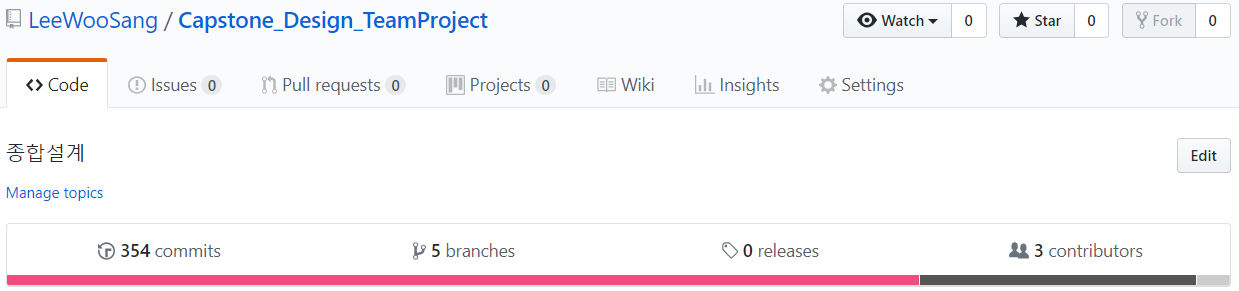 LeeWooSang / Capstone_Design_TeamProject Watch 0 Star 0 Fork 0
Code Issues 0 Pull requests 0 Projects 0 Wiki Insights Settings
종합설계 Edit
Manage topics
354 commits 5 branches 0 releases 3 contributors